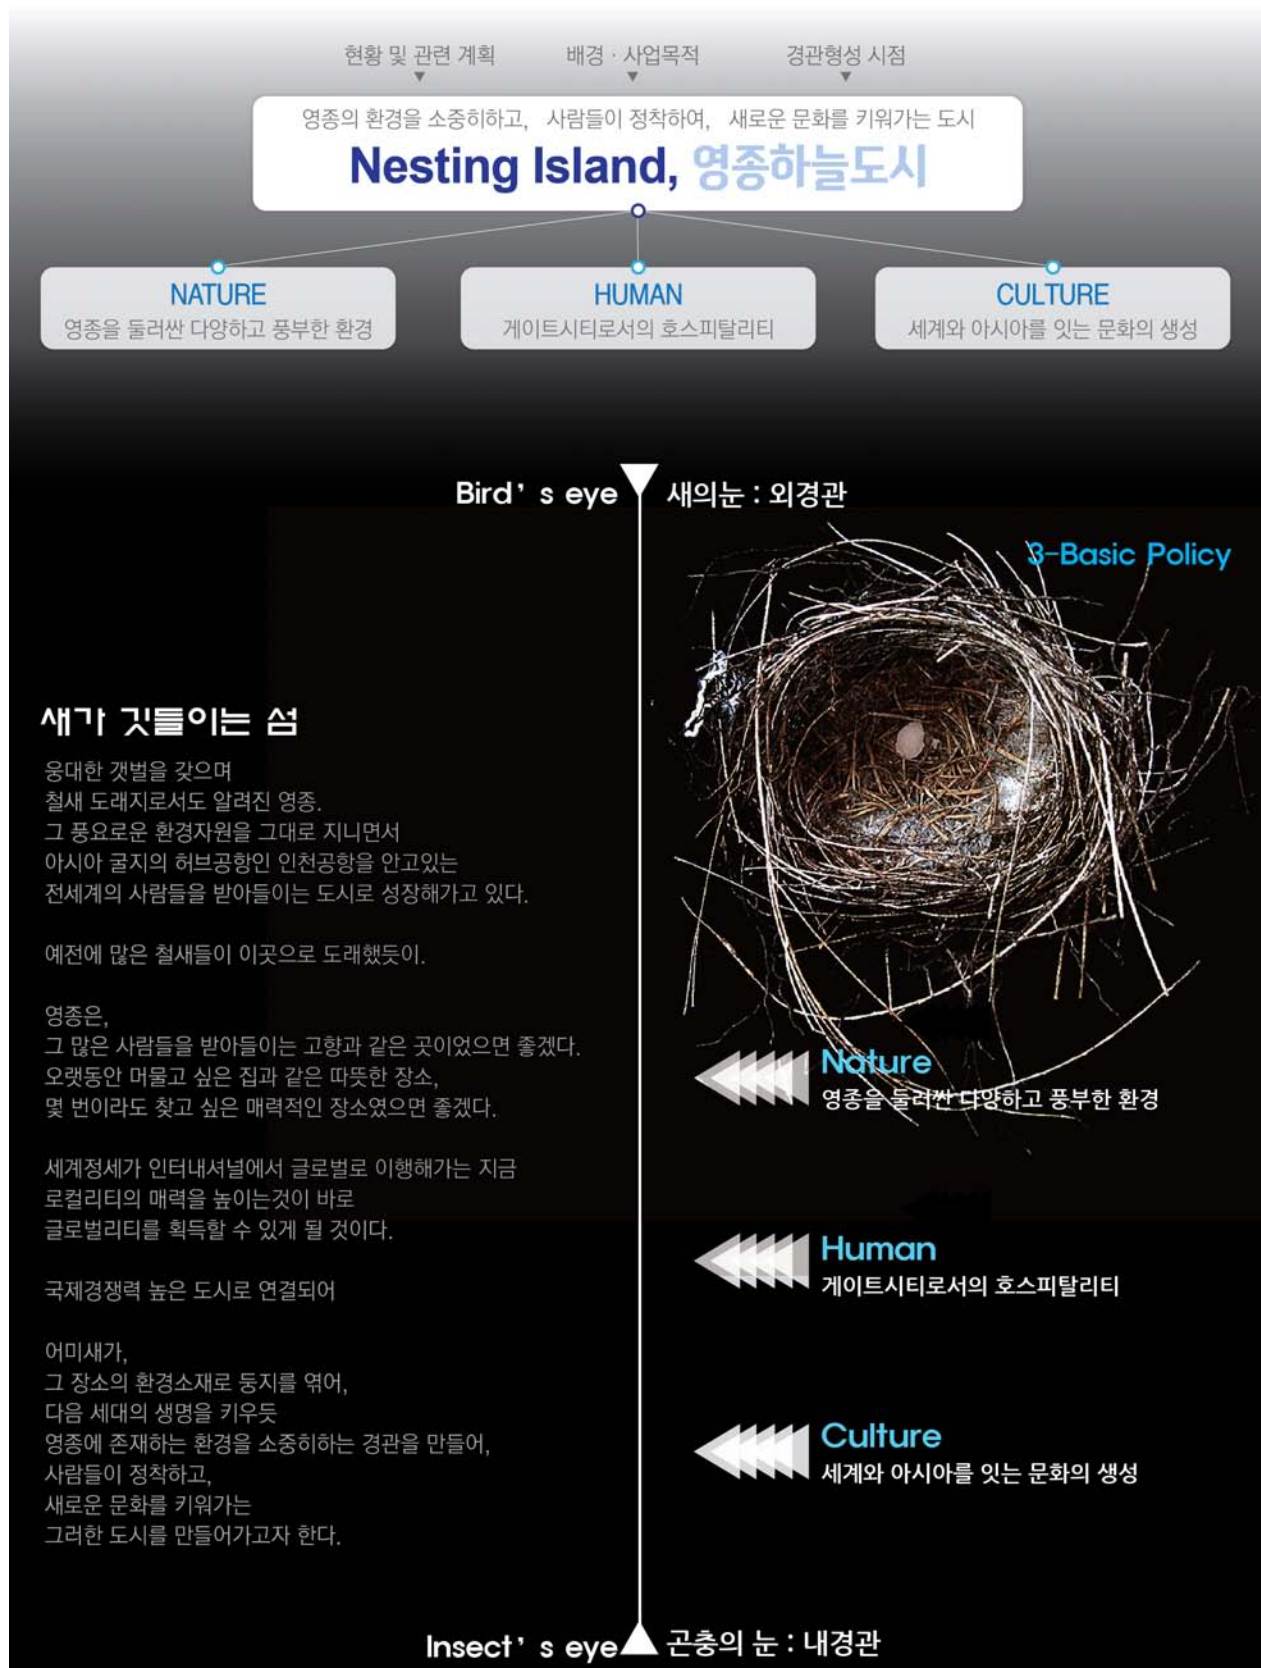 현황 및 관련 계획
배경 · 사업목적
경관형성 시점
영종의 환경을 소중히하고, 사람들이 정착하여, 새로운 문화를 키워가는 도시
Nesting Island, 영종하늘도시
NATURE
영종을 둘러싼 다양하고 풍부한 환경
HUMAN
게이트시티로서의 호스피탈리티
CULTURE
세계와 아시아를 잇는 문화의 생성
Bird’ s eye 새의눈 : 외경관
3-Basic Policy
새가 깃들이는 섬
웅대한 갯벌을 갖으며
철새 도래지로서도 알려진 영종.
그 풍요로운 환경자원을 그대로 지니면서
아시아 굴지의 허브공항인 인천공항을 안고있는
전세계의 사람들을 받아들이는 도시로 성장해가고 있다.
예전에 많은 철새들이 이곳으로 도래했듯이.
영종은,
그 많은 사람들을 받아들이는 고향과 같은 곳이었으면 좋겠다.
오랫동안 머물고 싶은 집과 같은 따뜻한 장소,
몇 번이라도 찾고 싶은 매력적인 장소였으면 좋겠다.
세계정세가 인터내셔널에서 글로벌로 이행해가는 지금
로컬리티의 매력을 높이는것이 바로
글로벌리티를 획득할 수 있게 될 것이다.
국제경쟁력 높은 도시로 연결되어
어미새가,
그 장소의 환경소재로 둥지를 엮어,
다음 세대의 생명을 키우듯
영종에 존재하는 환경을 소중히하는 경관을 만들어,
사람들이 정착하고,
새로운 문화를 키워가는
그러한 도시를 만들어가고자 한다.
Nature
영종을 둘러싼 다양하고 풍부한 환경
Human
게이트시티로서의 호스피탈리티
Culture
세계와 아시아를 잇는 문화의 생성
Insect’ s eye 곤충의 눈 : 내경관